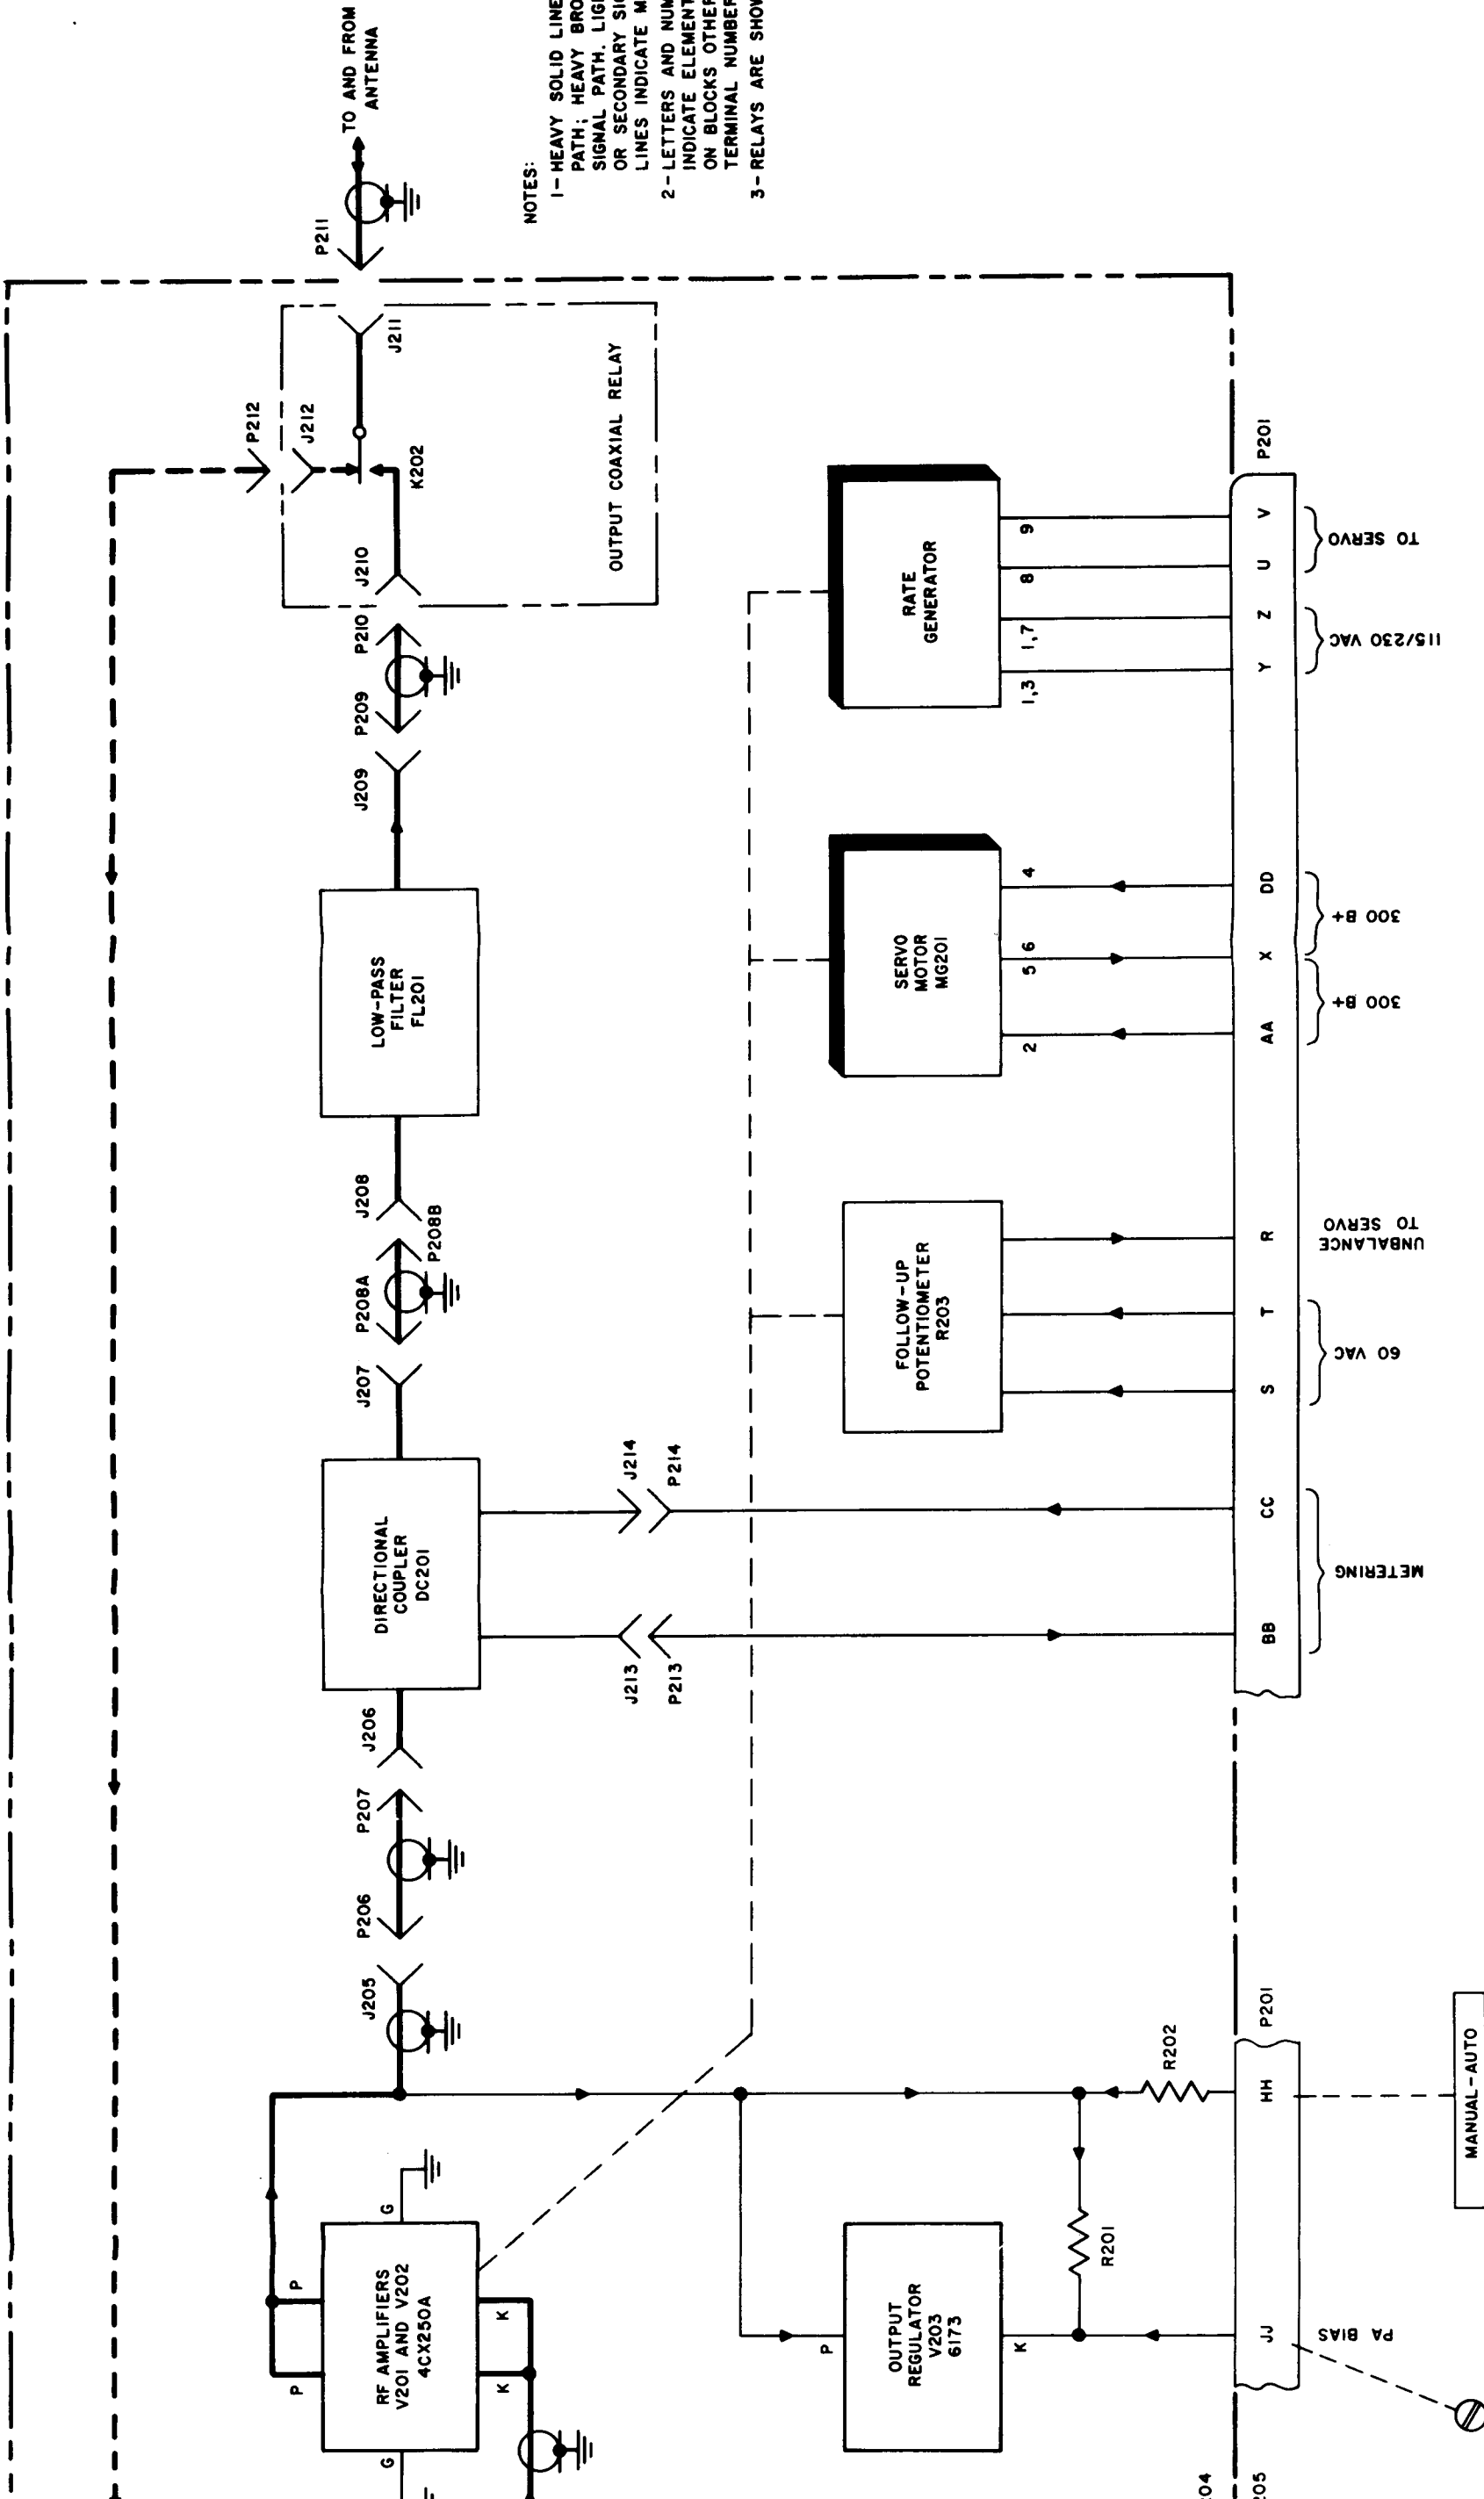 TO AND FROM
ANTENNA
P211
NOTES:
1-HEAVY SOLID LINE
PATH; HEAVY BRO
SIGNAL PATH. LIG
OR SECONDARY SIG
LINES INDICATE M
2-LETTERS AND NUM
INDICATE ELEMENT
ON BLOCKS OTHER
TERMINAL NUMBER
3-RELAYS ARE SHOW
P212
J212
J211
K202
J210
OUTPUT COAXIAL RELAY
P210
P209
J209
LOW-PASS
FILTER
FL201
J208
P208B
P208A
J207
DIRECTIONAL
COUPLER
DC201
J206
P207
P206
J205
J214
P214
J213
P213
RF AMPLIFIERS
V201 AND V202
4CX250A
P
P
G
G
K
K
RATE
GENERATOR
9
8
1,7
1,3
SERVO
MOTOR
MG201
4
6
5
2
FOLLOW-UP
POTENTIOMETER
R203
OUTPUT
REGULATOR
V203
6173
P
K
R201
R202
P201
V
U
Z
Y
DD
X
AA
R
T
S
CC
BB
P201
HH
JJ
TO SERVO
115/230 VAC
300 B+
300 B+
UNBALANCE
TO SERVO
60 VAC
METERING
PA BIAS
MANUAL-AUTO
04
05